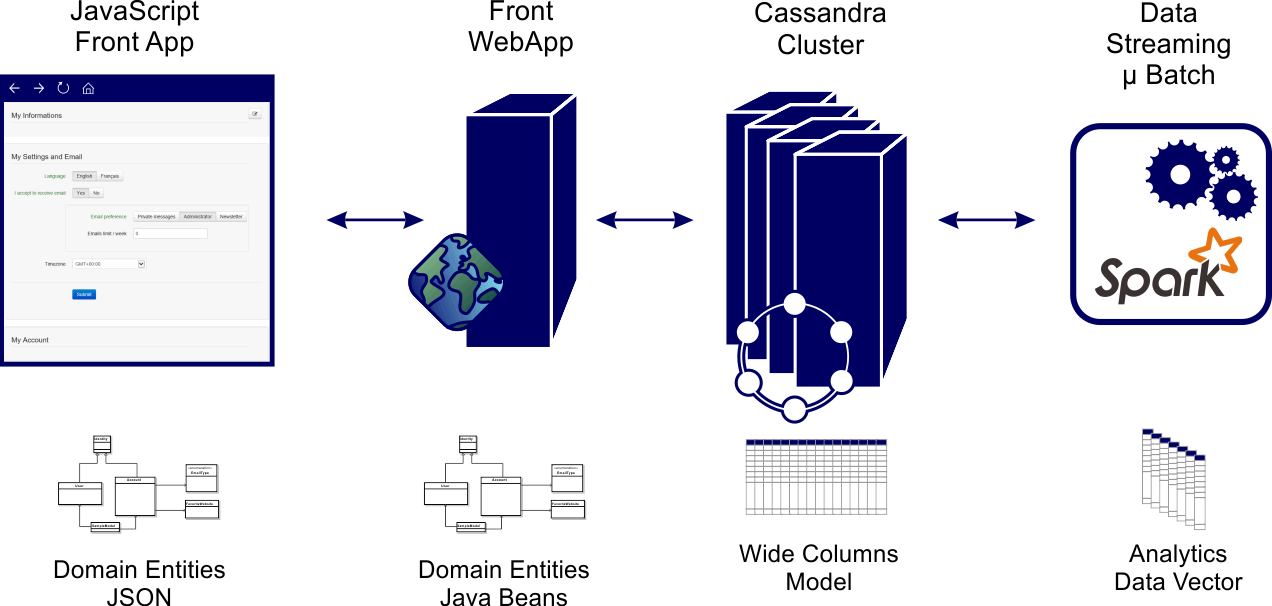 JavaScript
Front App
Front
WebApp
Cassandra
Cluster
Data
Streaming
µ Batch
My Informations
My Settings and Email
Language
English
Français
I accept to receive email
Yes
No
Email preference
Private messages
Administrator
Newsletter
Emails limit / week
Timezone
GMT+00:00
Submit
My Account
Spark
Identity
EmailType
User
Account
FavoriteWebsite
SampleModel
Identity
EmailType
User
Account
FavoriteWebsite
SampleModel
Domain Entities
JSON
Domain Entities
Java Beans
Wide Columns
Model
Analytics
Data Vector